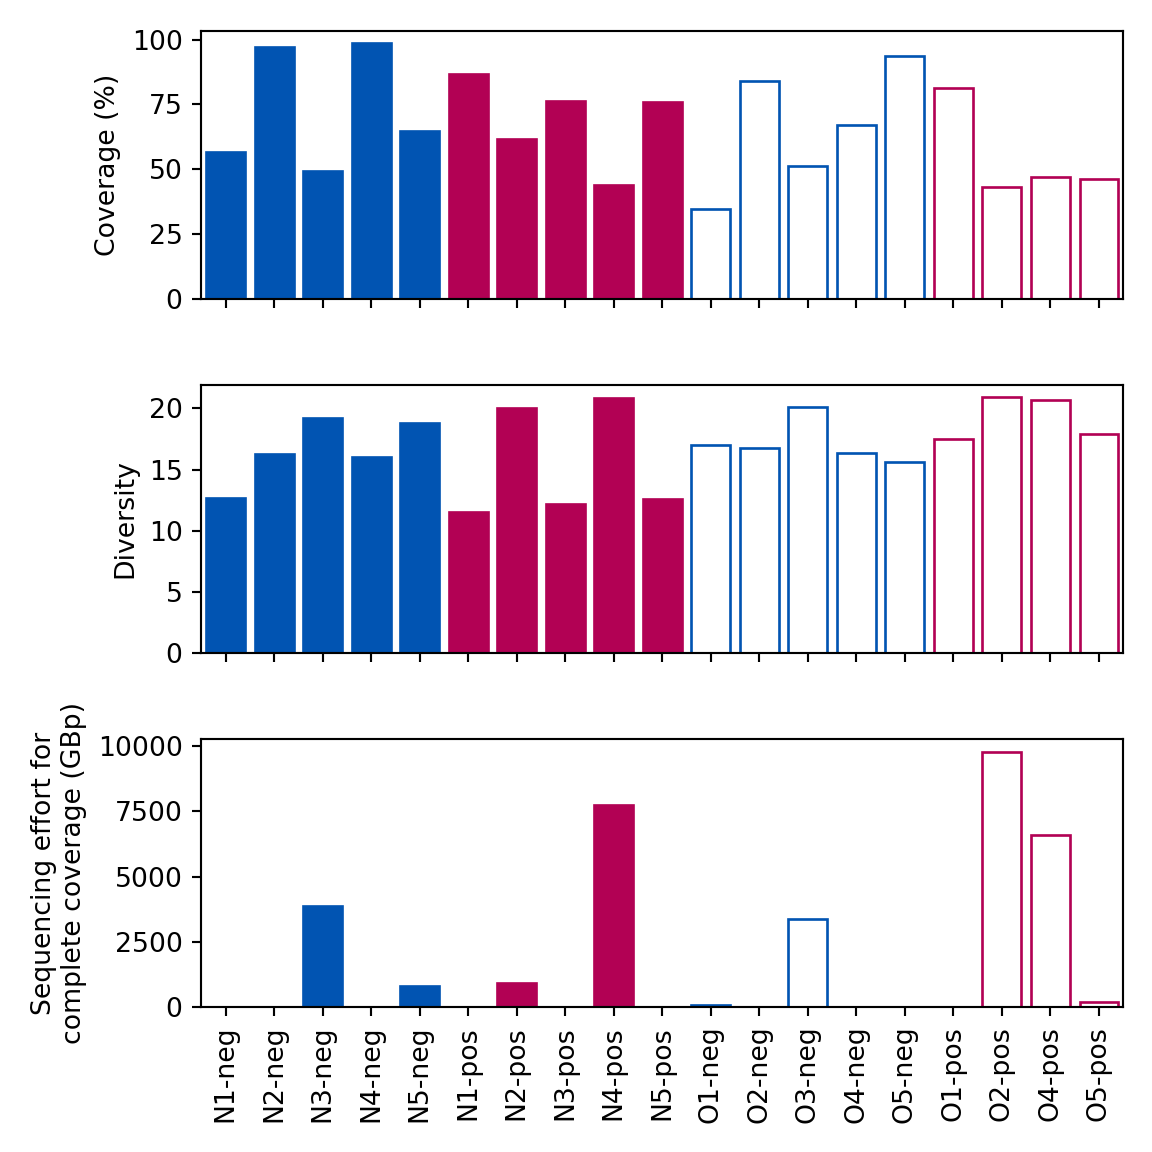 Coverage (%)
100
75
50
25
0
Diversity
20
15
10
5
0
Sequencing effort for
complete coverage (GBp)
10000
7500
5000
2500
0
N1-neg
N2-neg
N3-neg
N4-neg
N5-neg
N1-pos
N2-pos
N3-pos
N4-pos
N5-pos
O1-neg
O2-neg
O3-neg
O4-neg
O5-neg
O1-pos
O2-pos
O4-pos
O5-pos